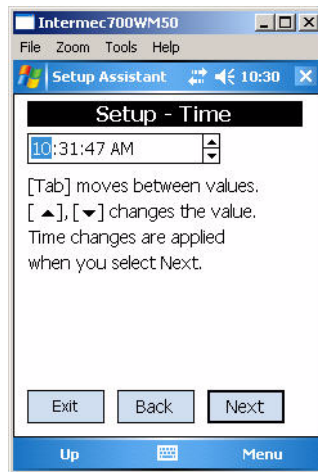 Intermec700WM50
File Zoom Tools Help
Setup Assistant 10:30
Setup - Time
10:31:47 AM
[Tab] moves between values.
[ ▲], [▼] changes the value.
Time changes are applied
when you select Next.
Exit Back Next
Up Menu